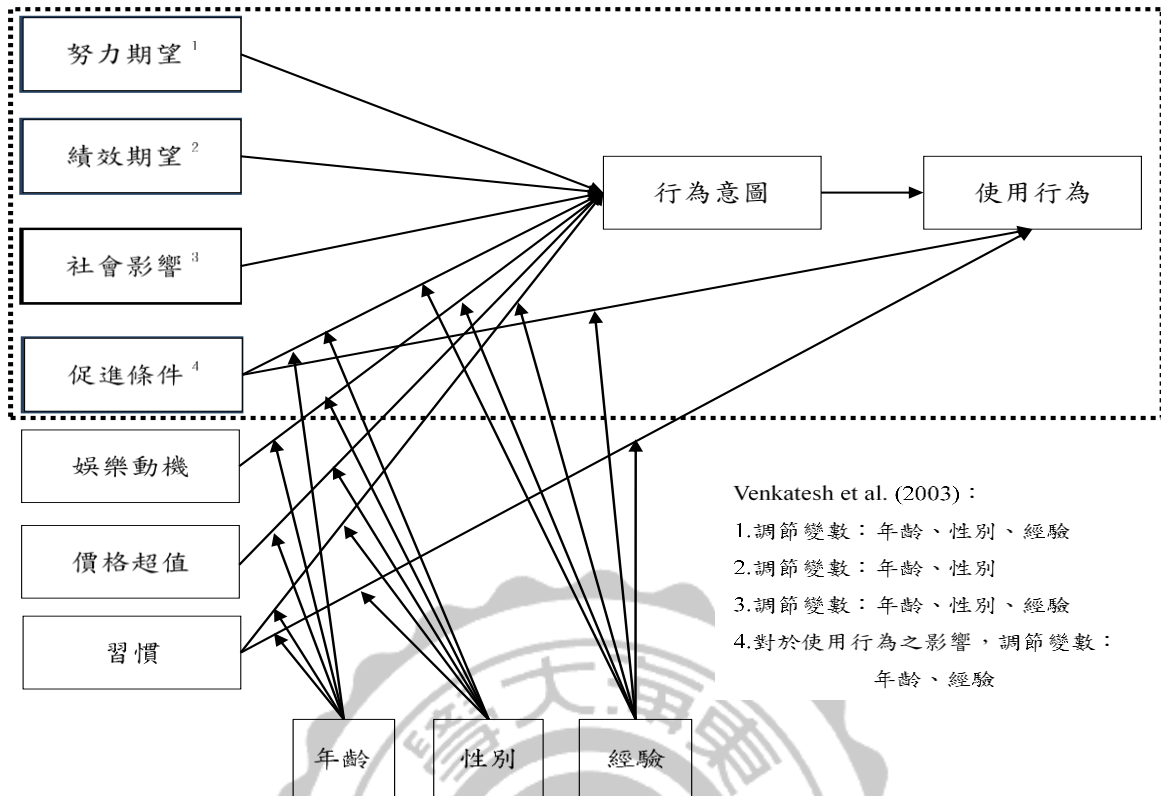 努力期望 1
績效期望 2
行為意圖
使用行為
社會影響 3
促進條件 4
娛樂動機
價格超值
習慣
Venkatesh et al. (2003)：
1.調節變數：年齡、性別、經驗
2.調節變數：年齡、性別
3.調節變數：年齡、性別、經驗
4.對於使用行為之影響，調節變數：
年齡、經驗
學大海東
年齡
性別
經驗